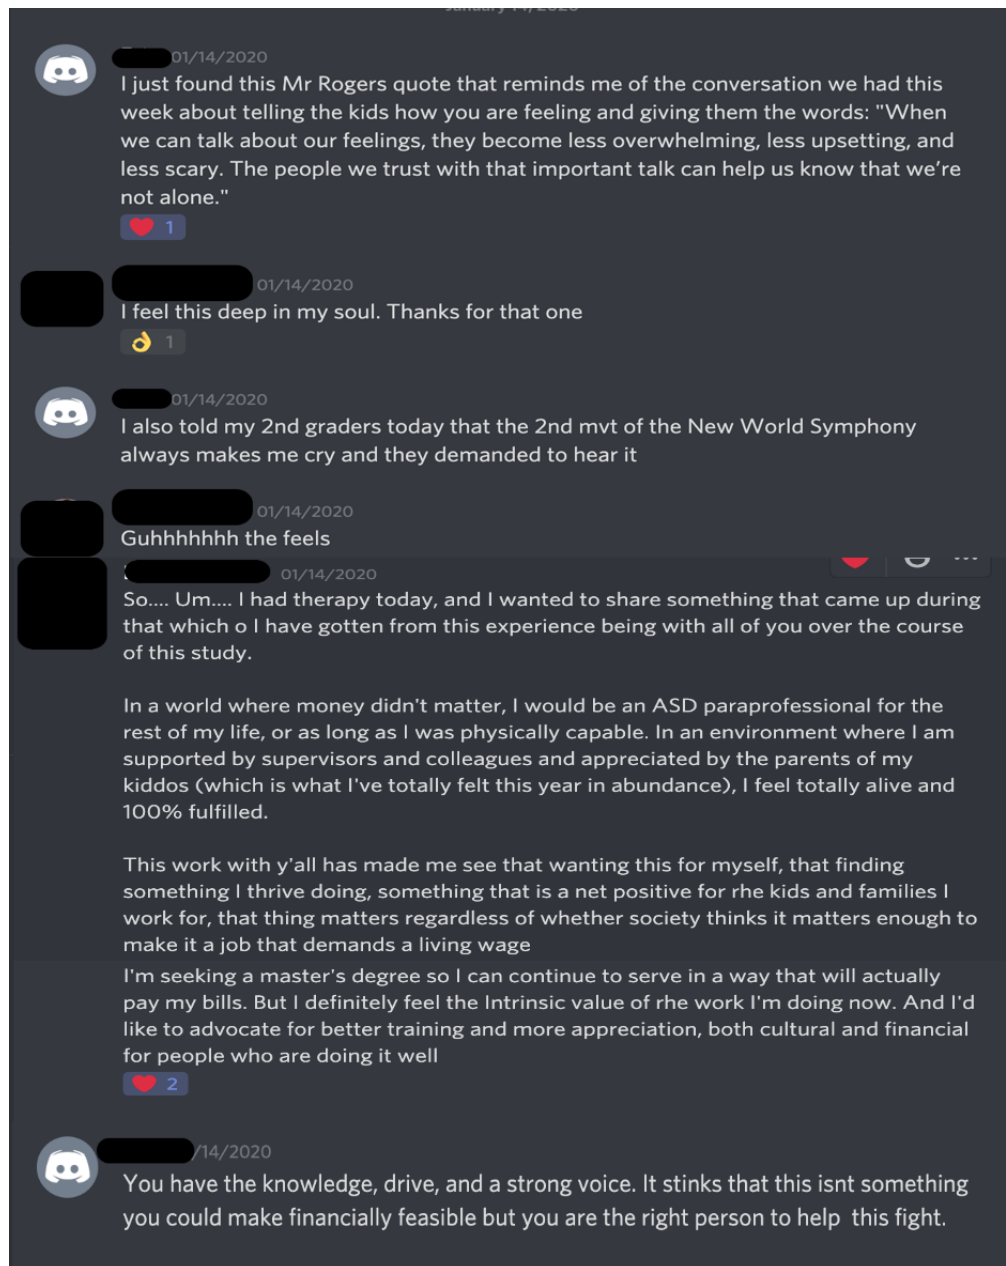 January 14, 2020
01/14/2020
I just found this Mr Rogers quote that reminds me of the conversation we had this
week about telling the kids how you are feeling and giving them the words: "When
we can talk about our feelings, they become less overwhelming, less upsetting, and
less scary. The people we trust with that important talk can help us know that we’re
not alone."
1
01/14/2020
I feel this deep in my soul. Thanks for that one
1
01/14/2020
I also told my 2nd graders today that the 2nd mvt of the New World Symphony
always makes me cry and they demanded to hear it
01/14/2020
Guhhhhhhh the feels
01/14/2020
So.... Um.... I had therapy today, and I wanted to share something that came up during
that which o I have gotten from this experience being with all of you over the course
of this study.
In a world where money didn't matter, I would be an ASD paraprofessional for the
rest of my life, or as long as I was physically capable. In an environment where I am
supported by supervisors and colleagues and appreciated by the parents of my
kiddos (which is what I've totally felt this year in abundance), I feel totally alive and
100% fulfilled.
This work with y'all has made me see that wanting this for myself, that finding
something I thrive doing, something that is a net positive for rhe kids and families I
work for, that thing matters regardless of whether society thinks it matters enough to
make it a job that demands a living wage
I'm seeking a master's degree so I can continue to serve in a way that will actually
pay my bills. But I definitely feel the Intrinsic value of rhe work I'm doing now. And I'd
like to advocate for better training and more appreciation, both cultural and financial
for people who are doing it well
2
/14/2020
You have the knowledge, drive, and a strong voice. It stinks that this isnt something
you could make financially feasible but you are the right person to help this fight.